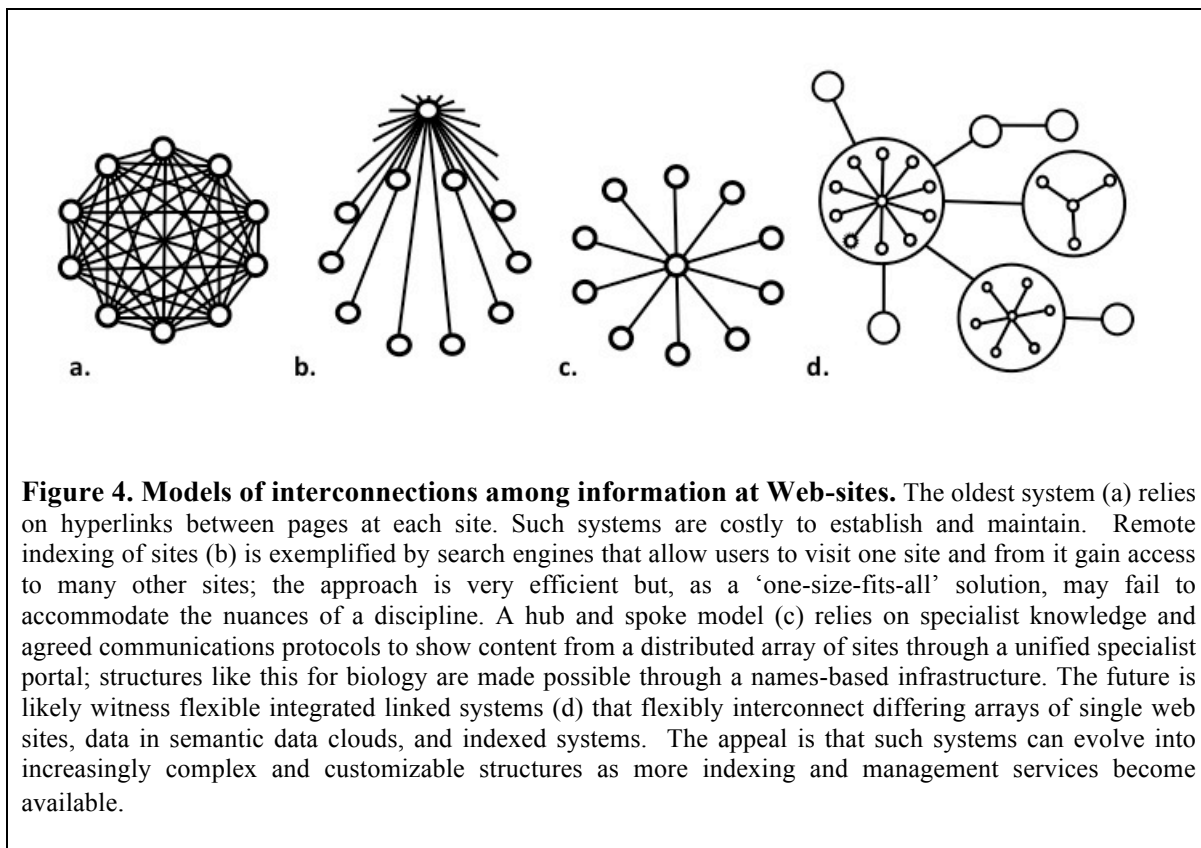 a.
b.
c.
d.
Figure 4. Models of interconnections among information at Web-sites. The oldest system (a) relies
on hyperlinks between pages at each site. Such systems are costly to establish and maintain. Remote
indexing of sites (b) is exemplified by search engines that allow users to visit one site and from it gain access
to many other sites; the approach is very efficient but, as a ‘one-size-fits-all’ solution, may fail to
accommodate the nuances of a discipline. A hub and spoke model (c) relies on specialist knowledge and
agreed communications protocols to show content from a distributed array of sites through a unified specialist
portal; structures like this for biology are made possible through a names-based infrastructure. The future is
likely witness flexible integrated linked systems (d) that flexibly interconnect differing arrays of single web
sites, data in semantic data clouds, and indexed systems. The appeal is that such systems can evolve into
increasingly complex and customizable structures as more indexing and management services become
available.